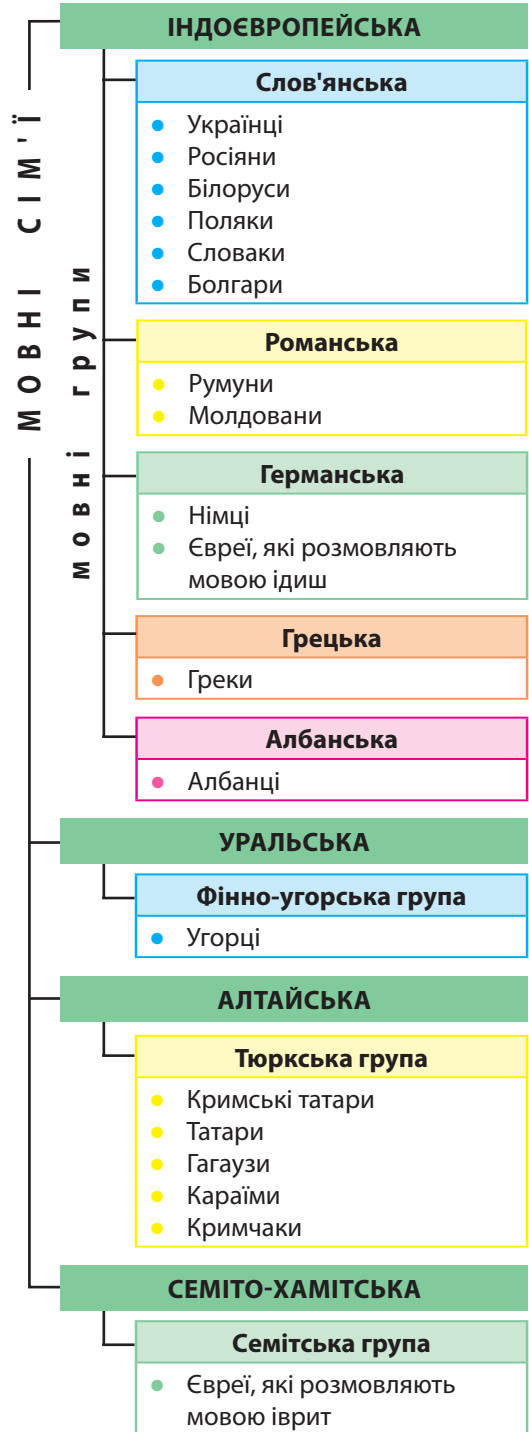 МОВНІ СІМ'Ї
мовні групи
ІНДОЄВРОПЕЙСЬКА
Слов'янська
Українці
Росіяни
Білоруси
Поляки
Словаки
Болгари
Романська
Румуни
Молдовани
Германська
Німці
Євреї, які розмовляють
мовою ідиш
Грецька
Греки
Албанська
Албанці
УРАЛЬСЬКА
Фінно-угорська група
Угорці
АЛТАЙСЬКА
Тюркська група
Кримські татари
Татари
Гагаузи
Караїми
Кримчаки
СЕМІТО-ХАМІТСЬКА
Семітська група
Євреї, які розмовляють
мовою іврит